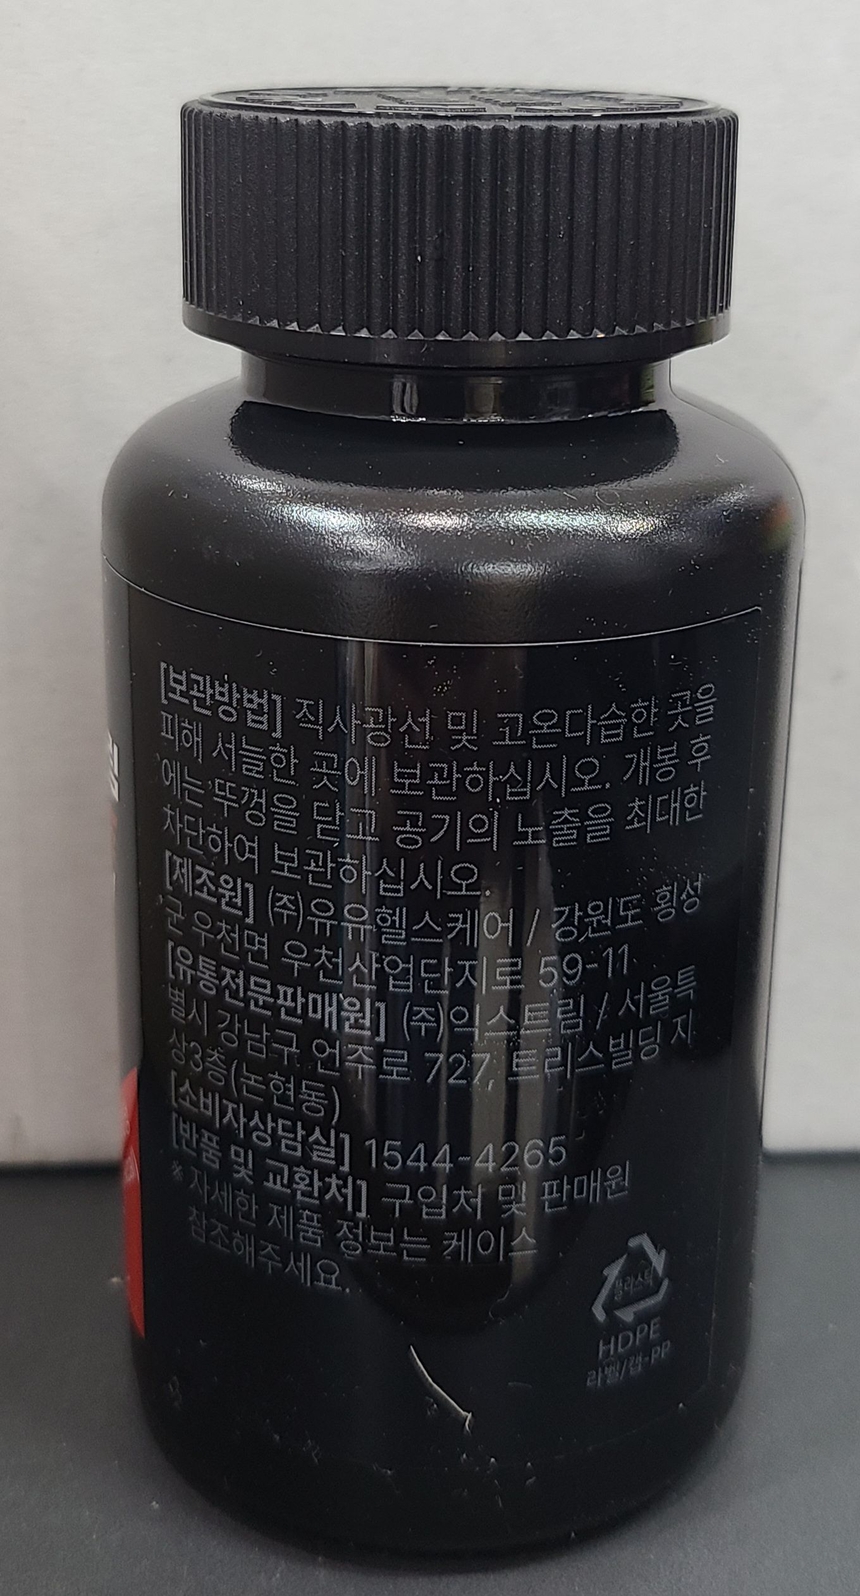 [보관방법] 직사광선 및 고온다습한 곳을
피해 서늘한 곳에 보관하십시오. 개봉 후
에는 뚜껑을 닫고 공기의 노출을 최대한
차단하여 보관하십시오.
[제조원] (주)유유헬스케어 / 강원도 횡성
군 우천면 우천산업단지로 59-11
[유통전문판매원] (주)익스트림 / 서울특
별시 강남구 언주로 727, 트리스빌딩 지
상3층(논현동)
[소비자상담실] 1544-4265
[반품 및 교환처] 구입처 및 판매원
* 자세한 제품 정보는 케이스
참조해주세요.
플라스틱
HDPE
라벨/캡-PP